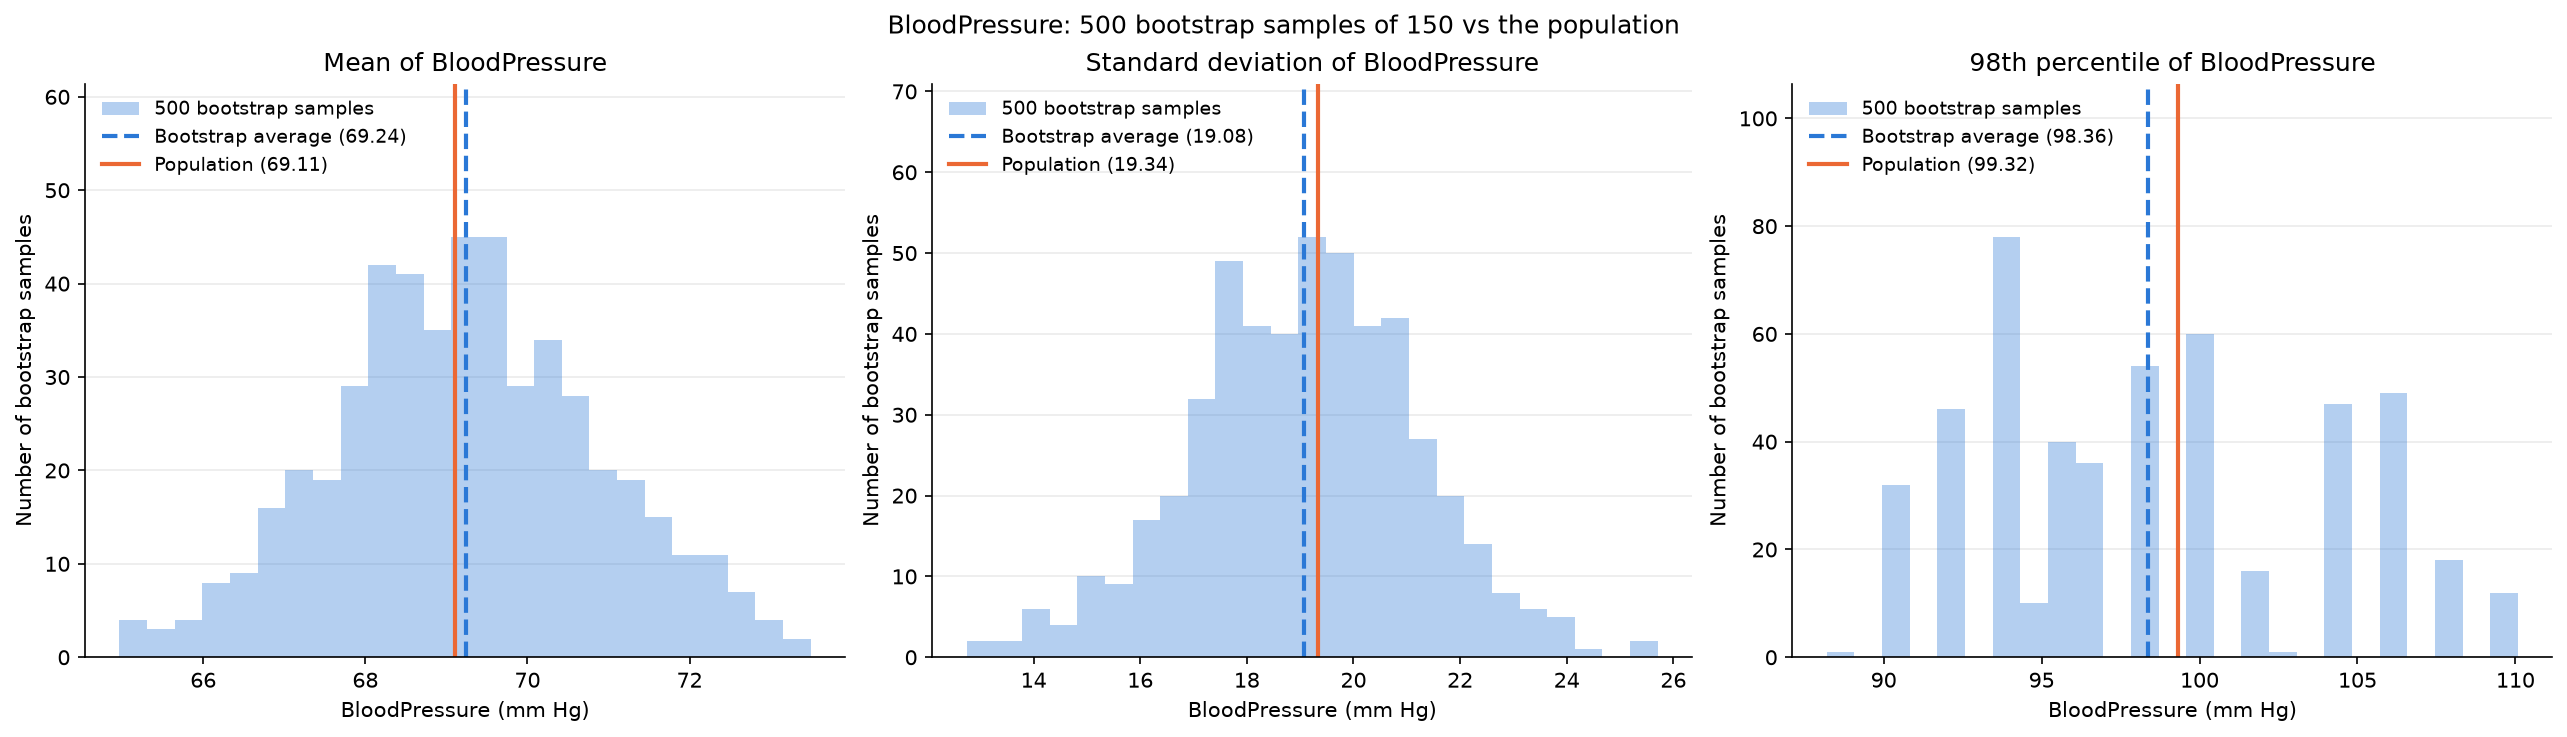 BloodPressure: 500 bootstrap samples of 150 vs the population
Mean of BloodPressure
60
50
40
30
20
10
0
Number of bootstrap samples
500 bootstrap samples
Bootstrap average (69.24)
Population (69.11)
66 68 70 72
BloodPressure (mm Hg)
Standard deviation of BloodPressure
70
60
50
40
30
20
10
0
Number of bootstrap samples
500 bootstrap samples
Bootstrap average (19.08)
Population (19.34)
14 16 18 20 22 24 26
BloodPressure (mm Hg)
98th percentile of BloodPressure
100
80
60
40
20
0
Number of bootstrap samples
500 bootstrap samples
Bootstrap average (98.36)
Population (99.32)
90 95 100 105 110
BloodPressure (mm Hg)